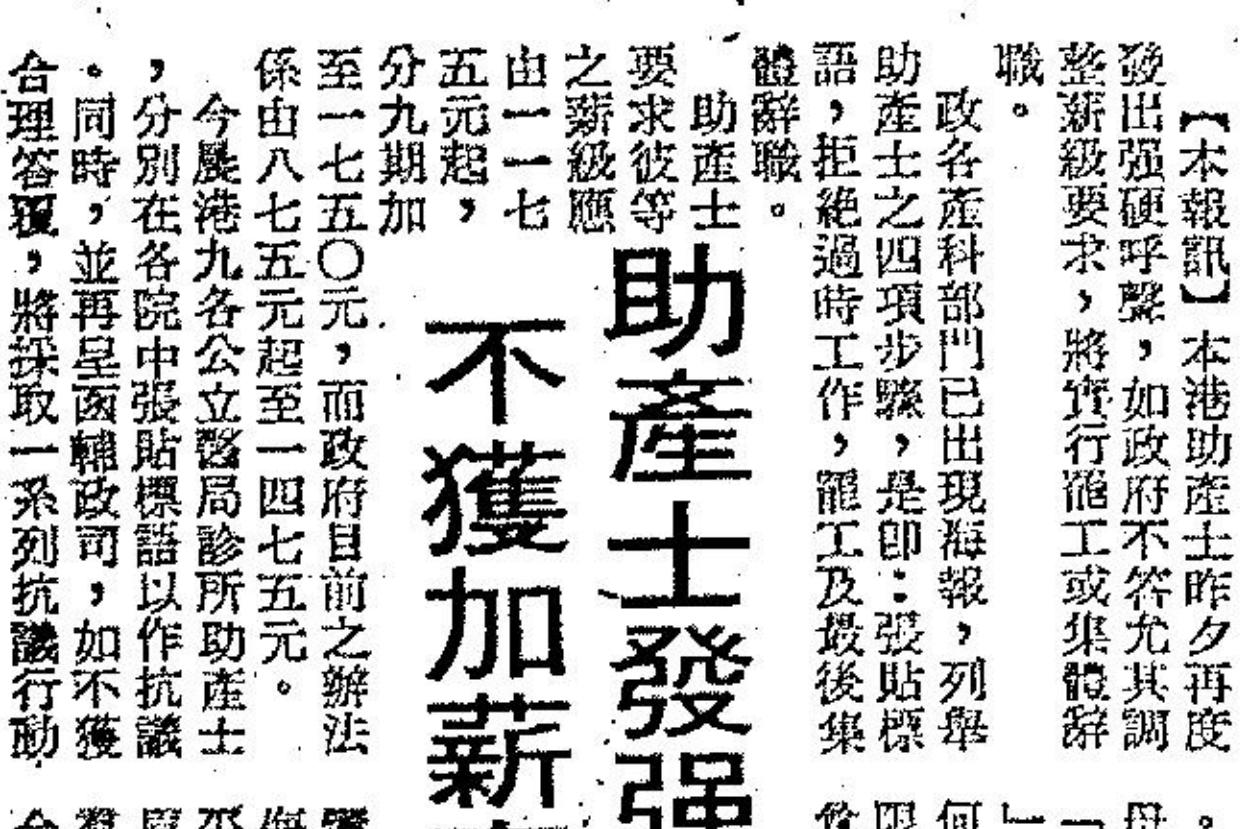 【本報訊】本港助產士昨夕再度
發出强硬呼聲，如政府不答允其調
整薪級要求，將實行罷工或集體辭
職。
政各產科部門已出現海報，列舉
助產士之四項步驟，是卽：張貼標
語，拒絶過時工作，罷工及最後集
體辭職。
助產士發强
不獲加薪
助產士
要求彼等
之薪級應
由一一七
五元起，
分九期加
至一七五〇元，而政府目前之辦法
係由八七五元起至一四七五元。
今晨港九各公立醫局診所助產士
，分別在各院中張貼標語以作抗議
。同時，並再呈函輔政司，如不獲
合理答覆，將採取一系列抗議行動